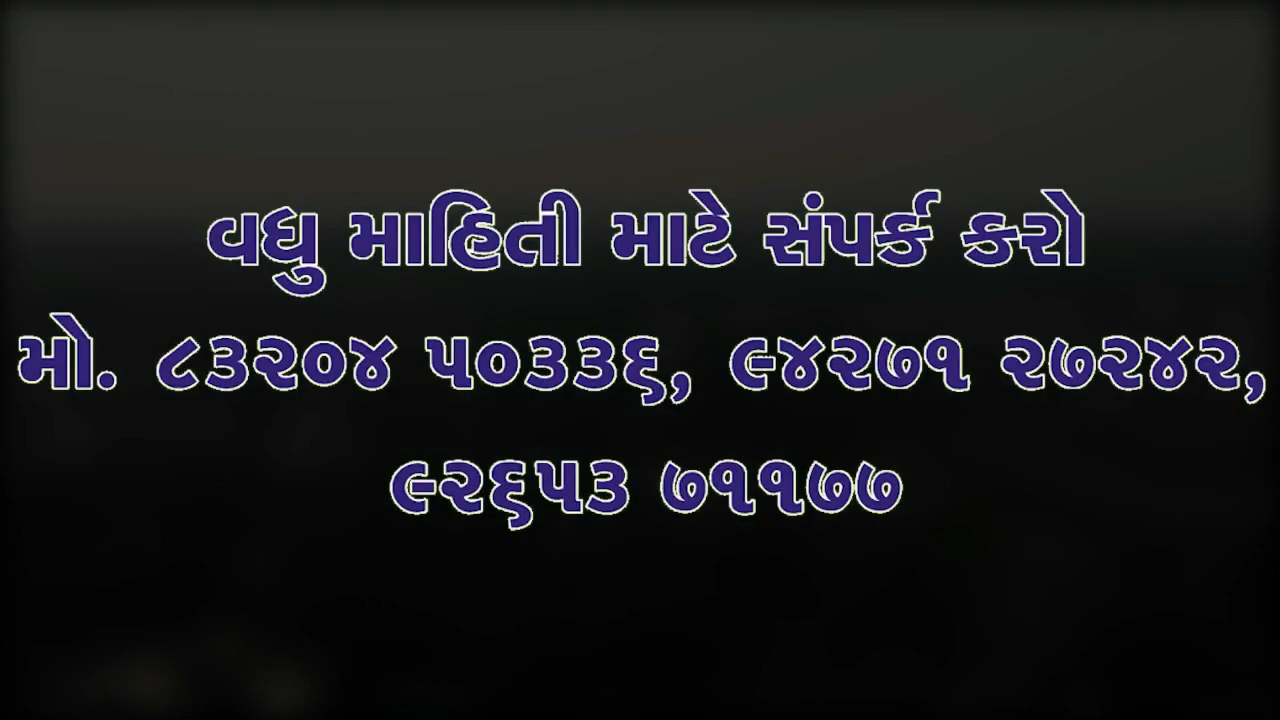 વધુ માહિતી માટે સંપર્ક કરો
મો. ૮૩૨૦૪ ૫૦૩૩૬, ૯૪૨૭૧ ૨૭૨૪૨,
૯૨૬૫૩ ૭૧૧૭૭